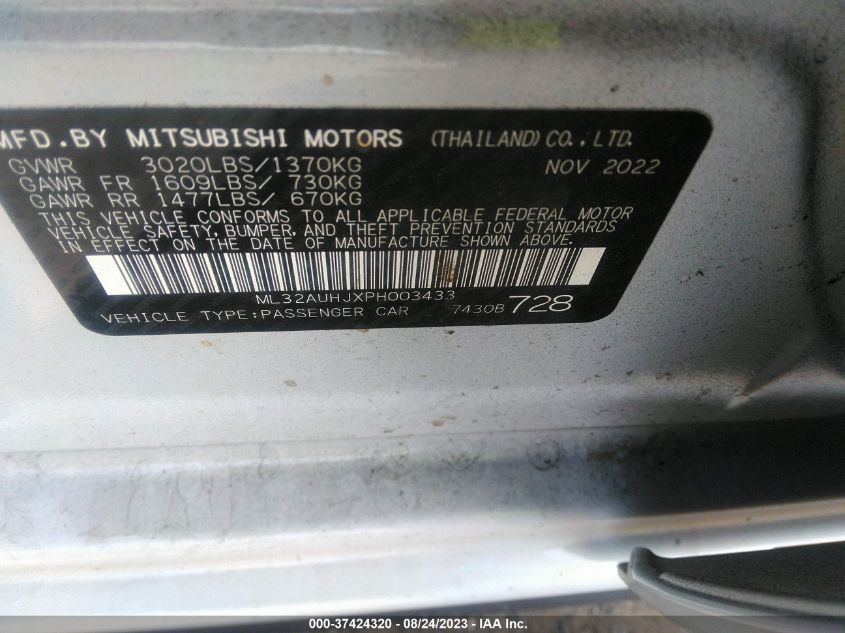 MFD.BY MITSUBISHI MOTORS (THAILAND) CO., LTD.
GVWR 3020LBS/1370KG NOV 2022
GAWR FR 1609LBS/ 730KG
GAWR RR 1477LBS/ 670KG
THIS VEHICLE CONFORMS TO ALL APPLICABLE FEDERAL MOTOR
VEHICLE SAFETY, BUMPER, AND THEFT PREVENTION STANDARDS
IN EFFECT ON THE DATE OF MANUFACTURE SHOWN ABOVE.
ML32AUHJXPH003433
VEHICLE TYPE:PASSENGER CAR 7430B 728
000-37424320 - 08/24/2023 - IAA Inc.